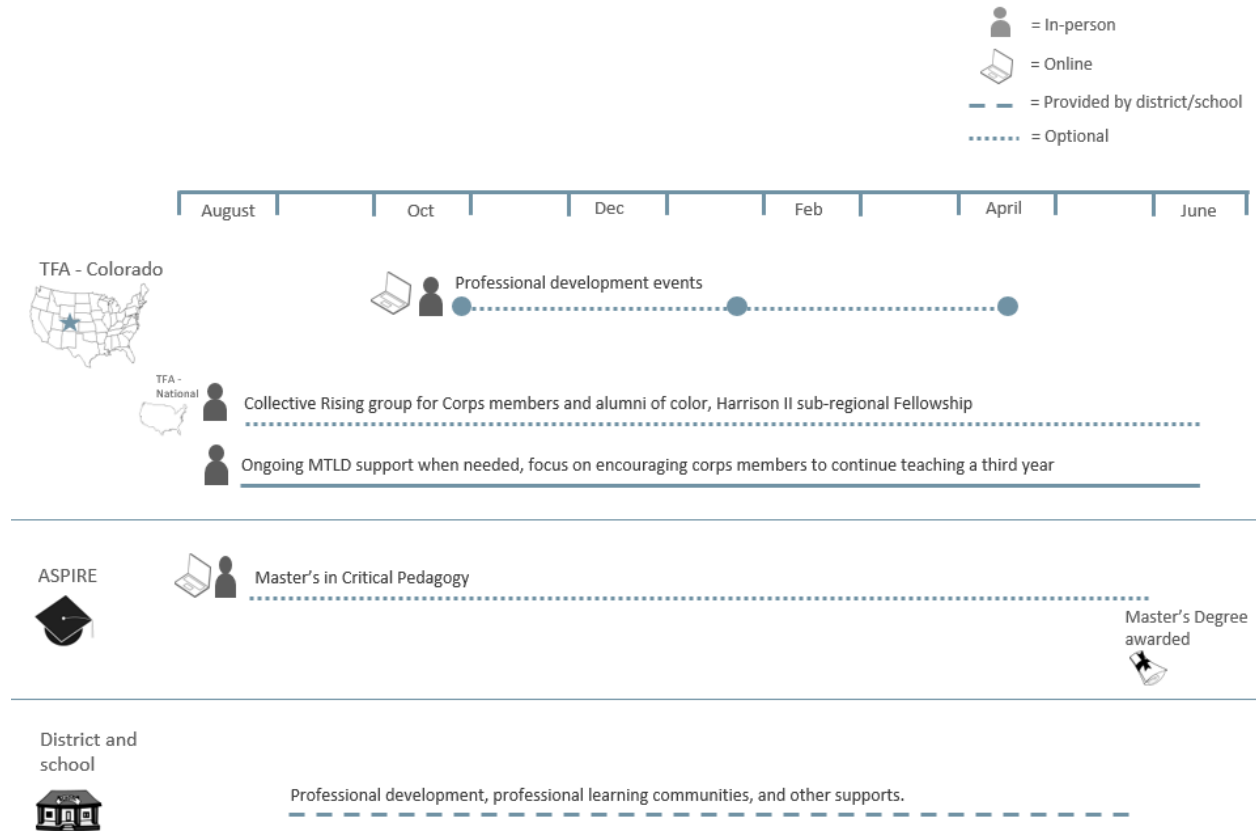 = In-person
= Online
= Provided by district/school
= Optional
August
Oct
Dec
Feb
April
June
TFA - Colorado
Professional development events
TFA -
National
Collective Rising group for Corps members and alumni of color, Harrison II sub-regional Fellowship
Ongoing MTLD support when needed, focus on encouraging corps members to continue teaching a third year
ASPIRE
Master's in Critical Pedagogy
Master's Degree
awarded
District and
school
Professional development, professional learning communities, and other supports.